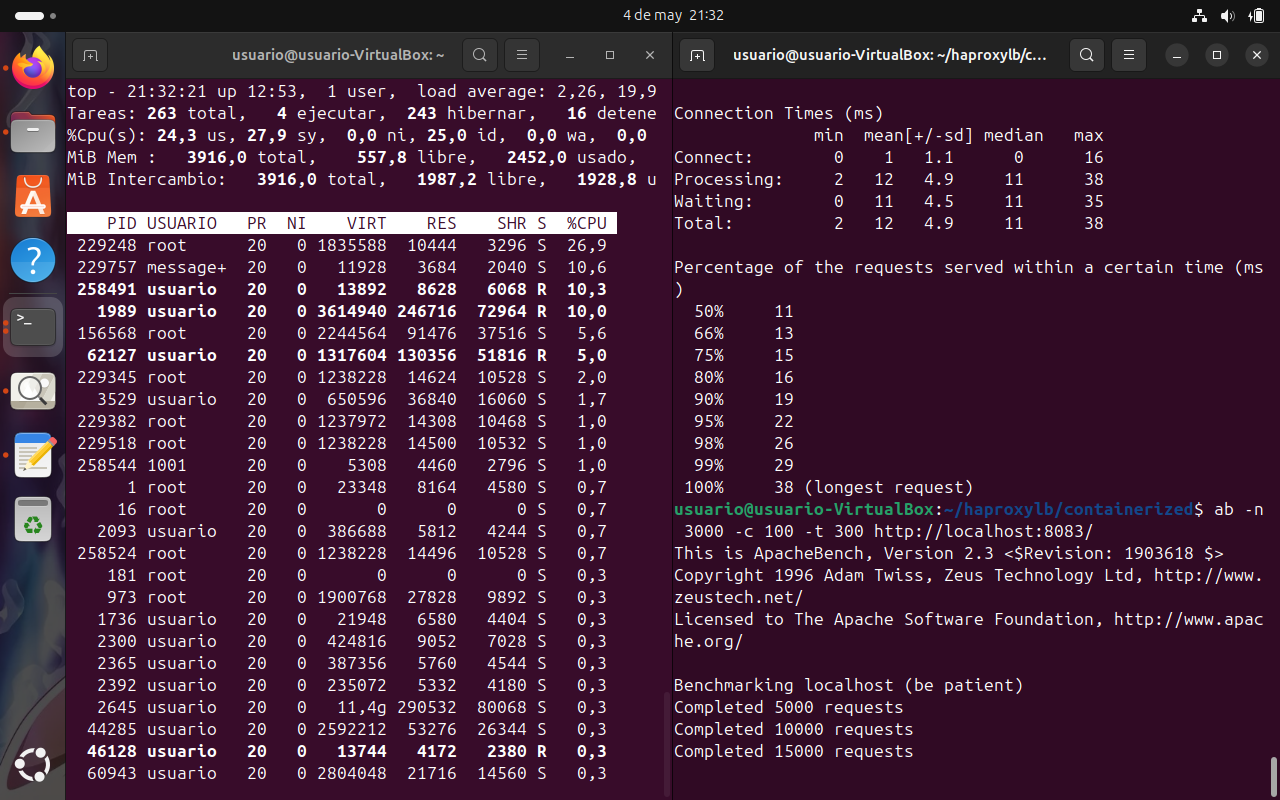 4 de may 21:32
usuario@usuario-VirtualBox: ~
top - 21:32:21 up 12:53, 1 user, load average: 2,26, 19,9
Tareas: 263 total, 4 ejecutar, 243 hibernar, 16 detene
%Cpu(s): 24,3 us, 27,9 sy, 0,0 ni, 25,0 id, 0,0 wa, 0,0
MiB Mem : 3916,0 total, 557,8 libre, 2452,0 usado,
MiB Intercambio: 3916,0 total, 1987,2 libre, 1928,8 u
PID USUARIO PR NI VIRT RES SHR S %CPU
229248 root 20 0 1835588 10444 3296 S 26,9
229757 message+ 20 0 11928 3684 2040 S 10,6
258491 usuario 20 0 13892 8628 6068 R 10,3
1989 usuario 20 0 3614940 246716 72964 R 10,0
156568 root 20 0 2244564 91476 37516 S 5,6
62127 usuario 20 0 1317604 130356 51816 R 5,0
229345 root 20 0 1238228 14624 10528 S 2,0
3529 usuario 20 0 650596 36840 16060 S 1,7
229382 root 20 0 1237972 14308 10468 S 1,0
229518 root 20 0 1238228 14500 10532 S 1,0
258544 1001 20 0 5308 4460 2796 S 1,0
1 root 20 0 23348 8164 4580 S 0,7
16 root 20 0 0 0 0 S 0,7
2093 usuario 20 0 386688 5812 4244 S 0,7
258524 root 20 0 1238228 14496 10528 S 0,7
181 root 20 0 0 0 0 S 0,3
973 root 20 0 1900768 27828 9892 S 0,3
1736 usuario 20 0 21948 6580 4404 S 0,3
2300 usuario 20 0 424816 9052 7028 S 0,3
2365 usuario 20 0 387356 5760 4544 S 0,3
2392 usuario 20 0 235072 5332 4180 S 0,3
2645 usuario 20 0 11,4g 290532 80068 S 0,3
44285 usuario 20 0 2592212 53276 26344 S 0,3
46128 usuario 20 0 13744 4172 2380 R 0,3
60943 usuario 20 0 2804048 21716 14560 S 0,3
usuario@usuario-VirtualBox: ~/haproxylb/c...
Connection Times (ms)
min mean[+/-sd] median max
Connect: 0 1 1.1 0 16
Processing: 2 12 4.9 11 38
Waiting: 0 11 4.5 11 35
Total: 2 12 4.9 11 38
Percentage of the requests served within a certain time (ms
)
50% 11
66% 13
75% 15
80% 16
90% 19
95% 22
98% 26
99% 29
100% 38 (longest request)
usuario@usuario-VirtualBox:~/haproxylb/containerized$ ab -n
3000 -c 100 -t 300 http://localhost:8083/
This is ApacheBench, Version 2.3 <$Revision: 1903618 $>
Copyright 1996 Adam Twiss, Zeus Technology Ltd, http://www.
zeustech.net/
Licensed to The Apache Software Foundation, http://www.apac
he.org/
Benchmarking localhost (be patient)
Completed 5000 requests
Completed 10000 requests
Completed 15000 requests